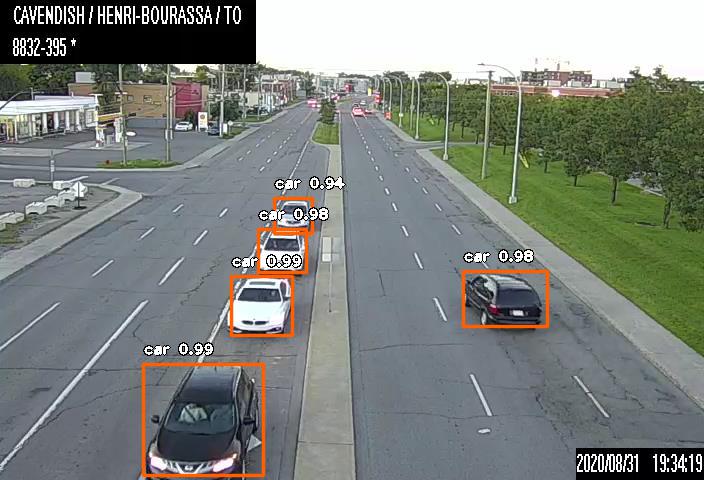 CAVENDISH / HENRI-BOURASSA / TO
8832-395 *
car 0.94
car 0.98
car 0.99
car 0.98
car 0.99
2020/08/31 19:34:19